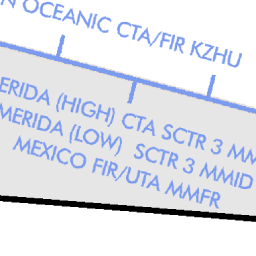 N OCEANIC CTA/FIR KZHU
ERIDA (HIGH) CTA SCTR 3 MM
MERIDA (LOW) SCTR 3 MMID
MEXICO FIR/UTA MMFR